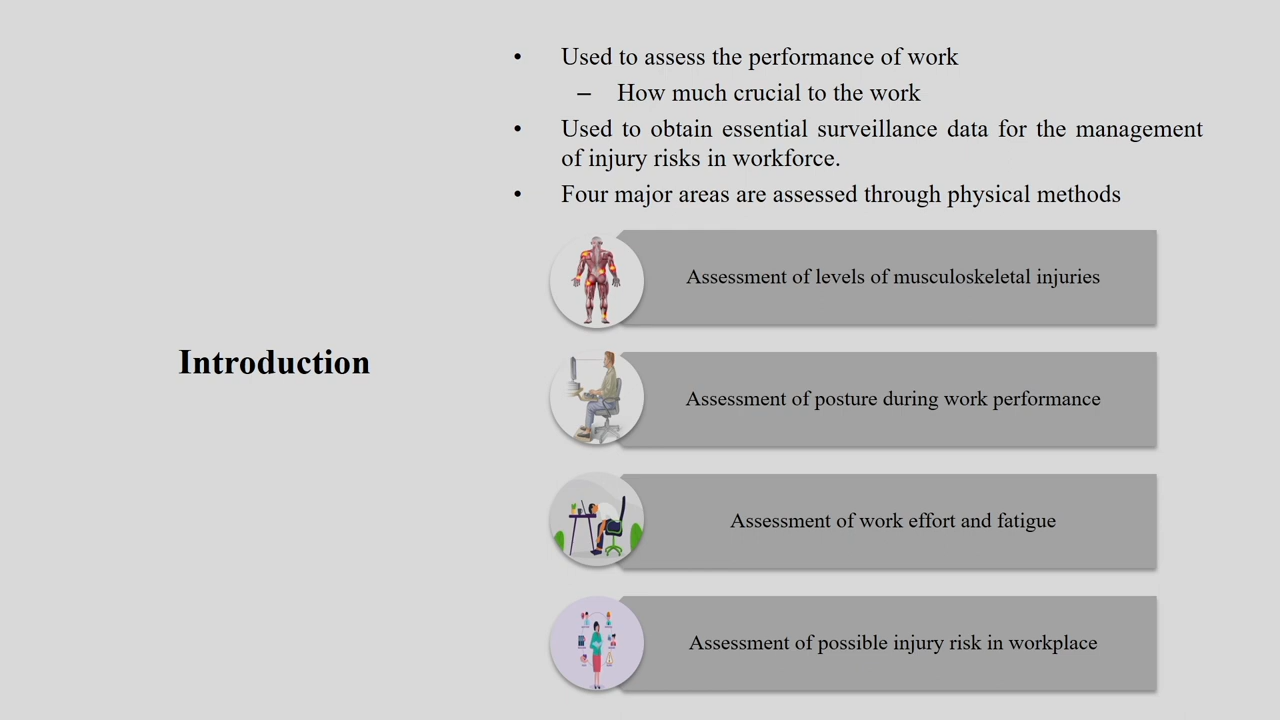 Introduction
• Used to assess the performance of work
– How much crucial to the work
• Used to obtain essential surveillance data for the management
of injury risks in workforce.
• Four major areas are assessed through physical methods
Assessment of levels of musculoskeletal injuries
Assessment of posture during work performance
Assessment of work effort and fatigue
Assessment of possible injury risk in workplace